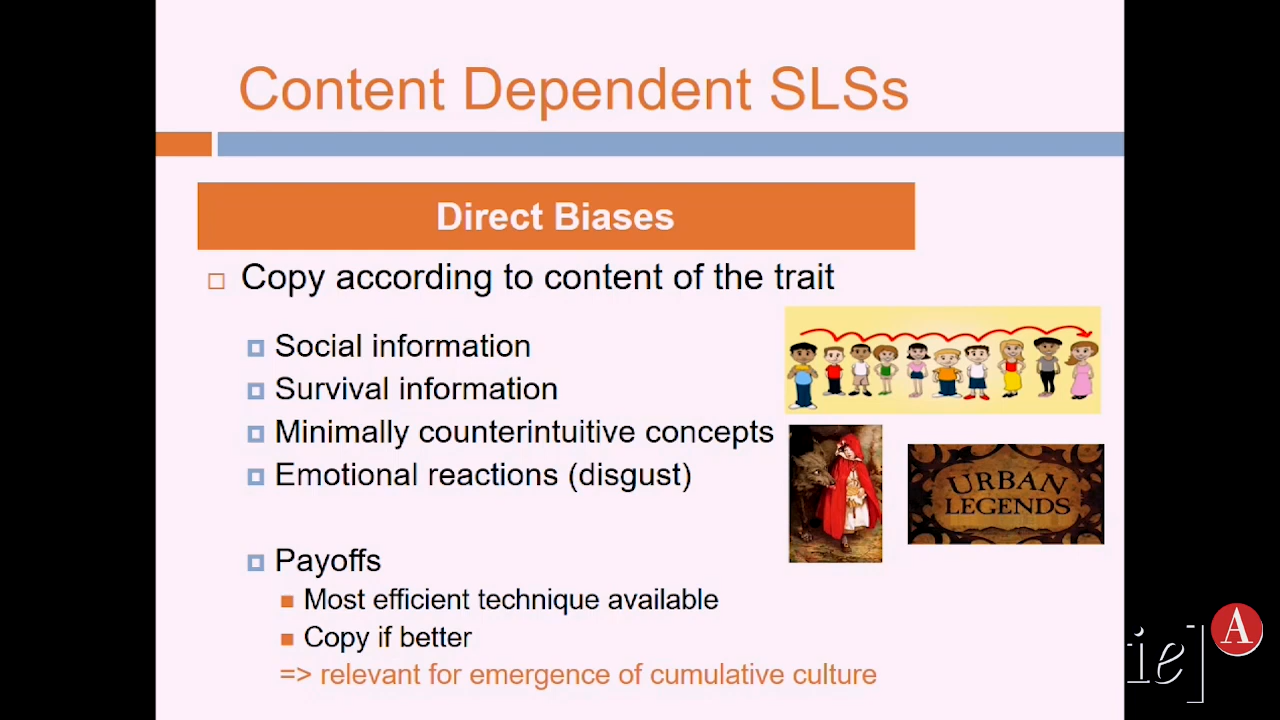 Content Dependent SLSs
Direct Biases
Copy according to content of the trait
Social information
Survival information
Minimally counterintuitive concepts
Emotional reactions (disgust)
URBAN
LEGENDS
Payoffs
Most efficient technique available
Copy if better
=> relevant for emergence of cumulative culture
ie]
A